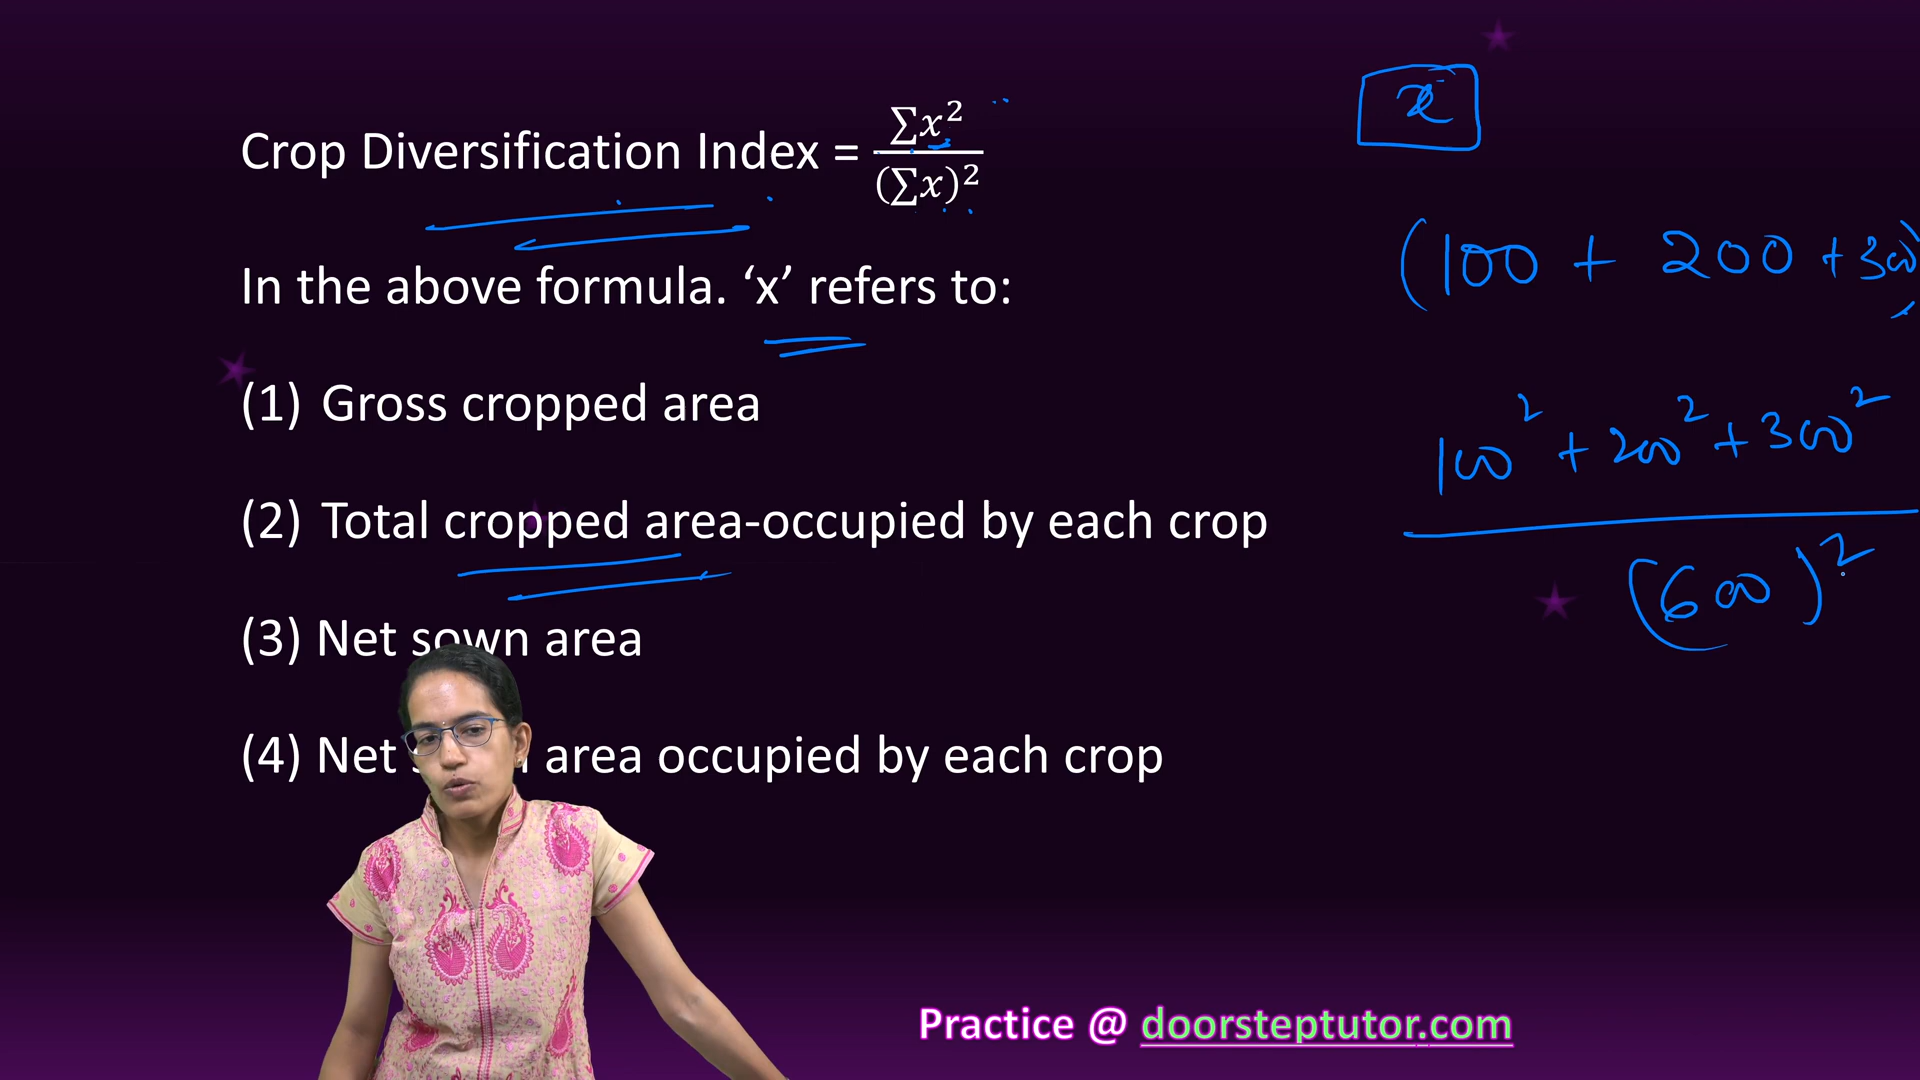 Crop Diversification Index = ∑x² / (∑x)²
x
(100 + 200 + 300)
In the above formula. ‘x’ refers to:
(1) Gross cropped area
100² + 200² + 300²
(2) Total cropped area-occupied by each crop
(600)²
(3) Net sown area
(4) Net area occupied by each crop
Practice @ doorsteptutor.com